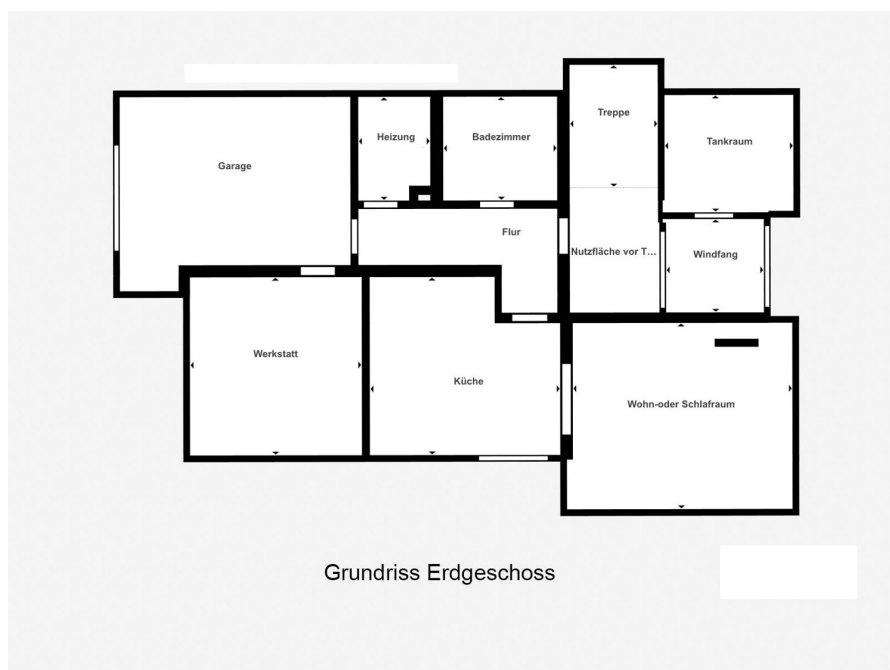 Treppe
Heizung
Badezimmer
Tankraum
Garage
Flur
Nutzfläche vor T...
Windfang
Werkstatt
Küche
Wohn-oder Schlafraum
Grundriss Erdgeschoss